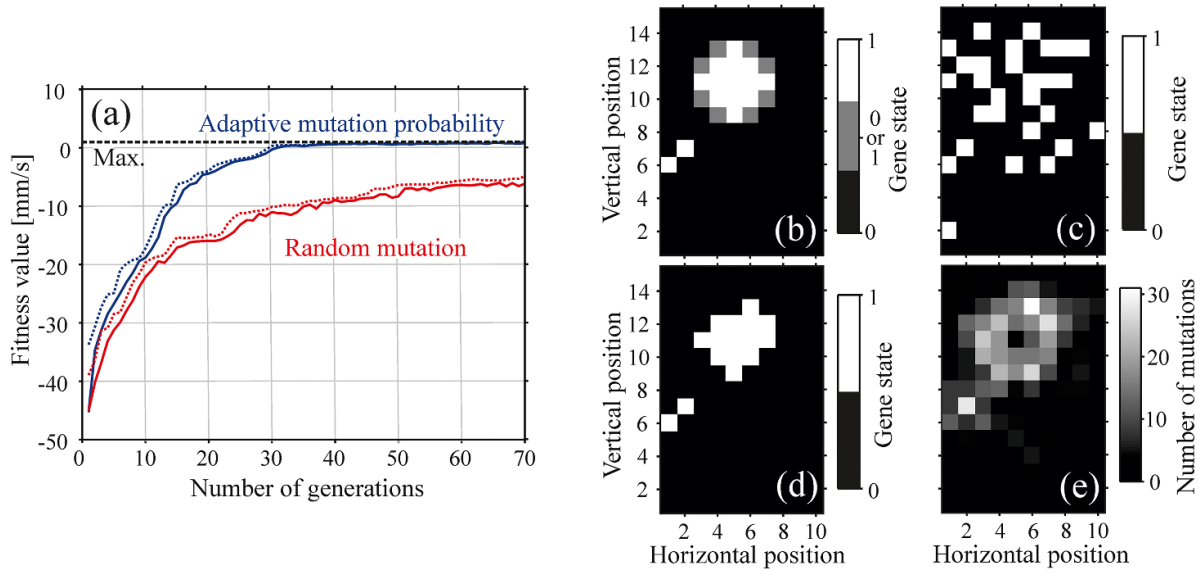 (a)
Adaptive mutation probability
Max.
Random mutation
Fitness value [mm/s]
10
0
-10
-20
-30
-40
-50
0 10 20 30 40 50 60 70
Number of generations
(b)
Vertical position
14
12
10
8
6
4
2
1
0
or
1
0
Gene state
(c)
1
0
Gene state
(d)
Vertical position
14
12
10
8
6
4
2
2 4 6 8 10
Horizontal position
1
0
Gene state
(e)
2 4 6 8 10
Horizontal position
30
20
10
0
Number of mutations